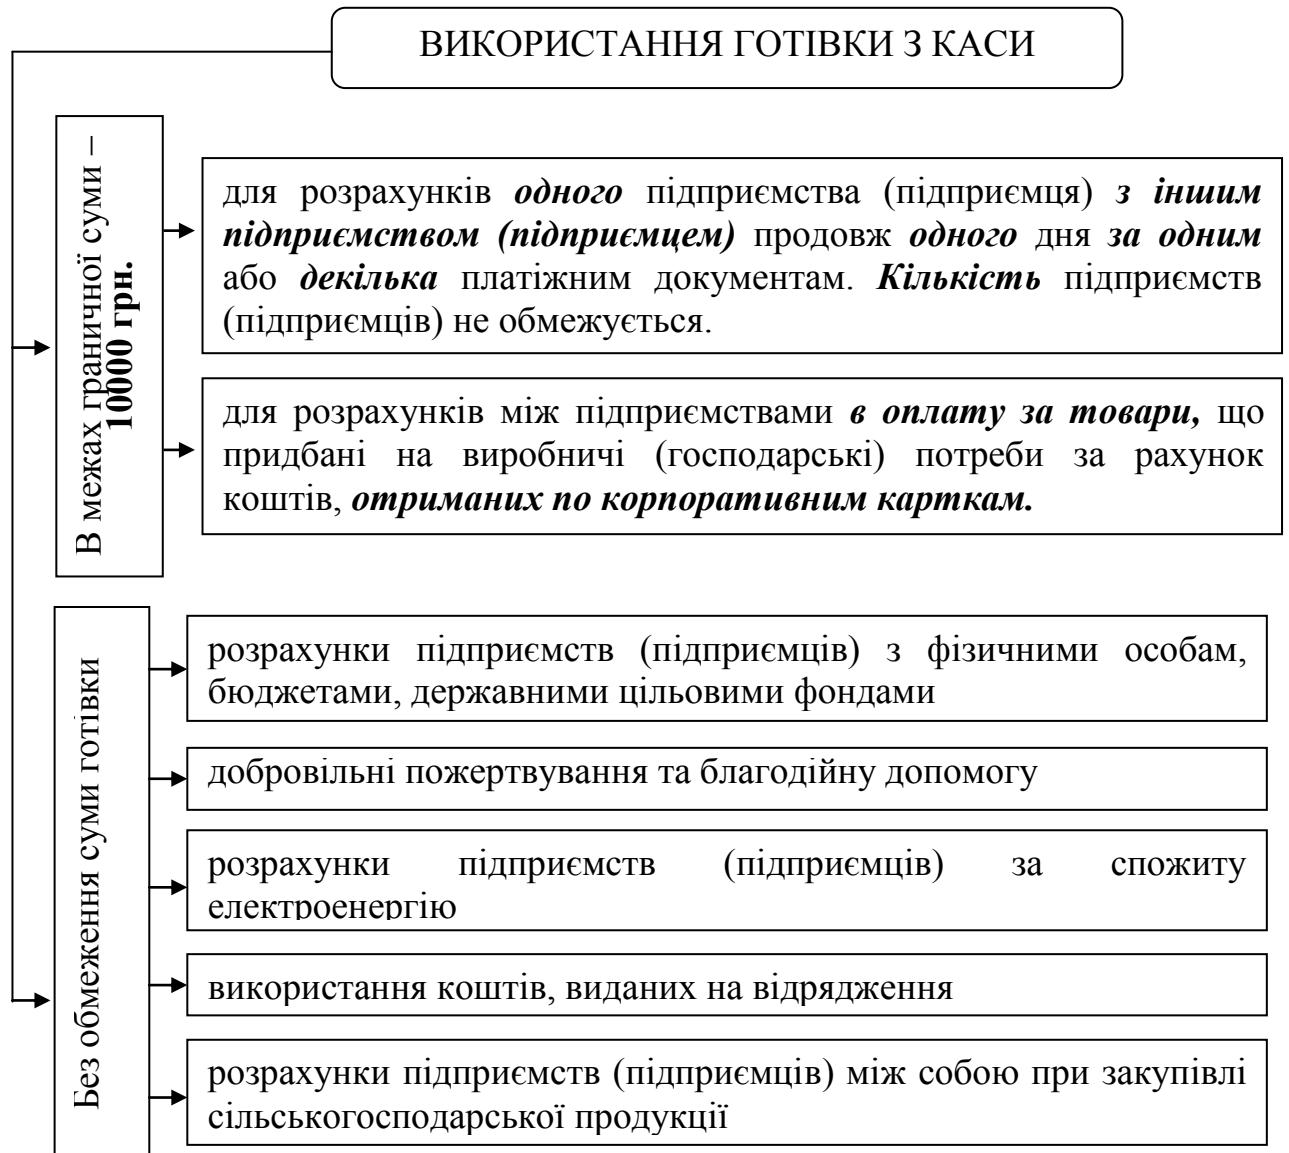 ВИКОРИСТАННЯ ГОТІВКИ З КАСИ
В межах граничної суми –
10000 грн.
для розрахунків одного підприємства (підприємця) з іншим
підприємством (підприємцем) продовж одного дня за одним
або декілька платіжним документам. Кількість підприємств
(підприємців) не обмежується.
для розрахунків між підприємствами в оплату за товари, що
придбані на виробничі (господарські) потреби за рахунок
коштів, отриманих по корпоративним карткам.
Без обмеження суми готівки
розрахунки підприємств (підприємців) з фізичними особам,
бюджетами, державними цільовими фондами
добровільні пожертвування та благодійну допомогу
розрахунки підприємств (підприємців) за спожиту
електроенергію
використання коштів, виданих на відрядження
розрахунки підприємств (підприємців) між собою при закупівлі
сільськогосподарської продукції